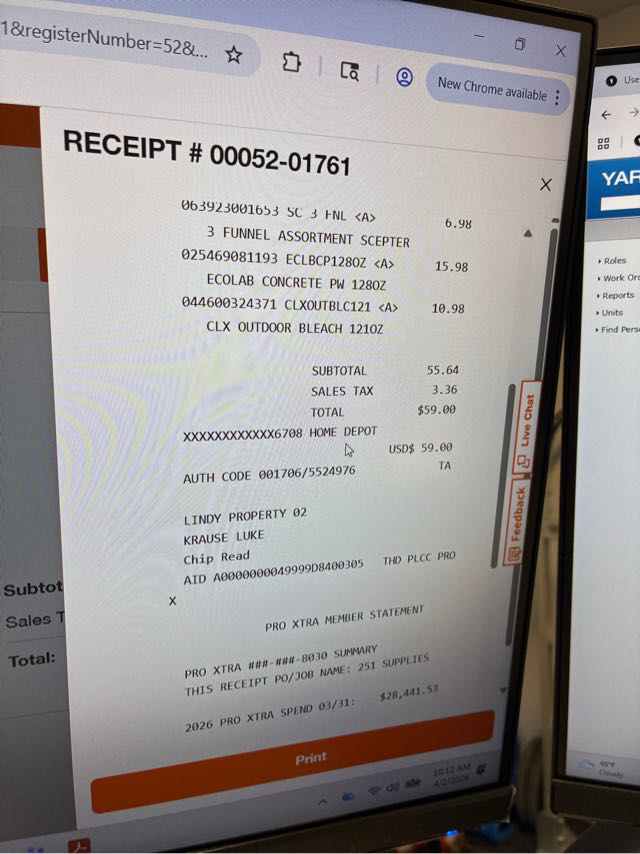 1&registerNumber=52&...
New Chrome available
RECEIPT # 00052-01761
063923001653 SC 3 FNL <A> 6.98
3 FUNNEL ASSORTMENT SCEPTER
025469081193 ECLBCP128OZ <A> 15.98
ECOLAB CONCRETE PW 128OZ
044600324371 CLXOUTBLC121 <A> 10.98
CLX OUTDOOR BLEACH 121OZ
SUBTOTAL 55.64
SALES TAX 3.36
TOTAL $59.00
XXXXXXXXXXXX6708 HOME DEPOT
USD$ 59.00
AUTH CODE 001706/5524976 TA
LINDY PROPERTY 02
KRAUSE LUKE
Chip Read
AID A0000000049999D8400305 THD PLCC PRO
X
PRO XTRA MEMBER STATEMENT
PRO XTRA ###-###-8030 SUMMARY
THIS RECEIPT PO/JOB NAME: 251 SUPPLIES
2026 PRO XTRA SPEND 03/31: $28,441.53
Print
Live Chat
Feedback
Subtot
Sales T
Total:
10:12 AM
4/2/2026
Use
YAR
Roles
Work Or
Reports
Units
Find Pers
45°F
Cloudy